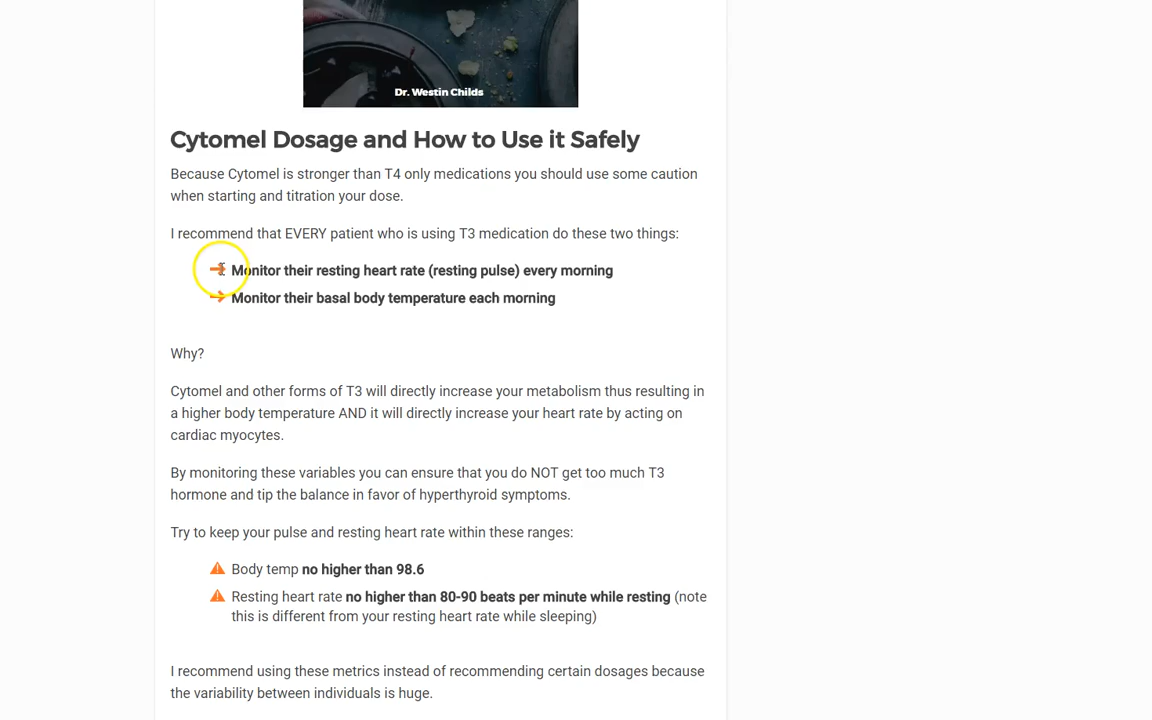 Dr. Westin Childs
Cytomel Dosage and How to Use it Safely
Because Cytomel is stronger than T4 only medications you should use some caution
when starting and titration your dose.
I recommend that EVERY patient who is using T3 medication do these two things:
Monitor their resting heart rate (resting pulse) every morning
Monitor their basal body temperature each morning
Why?
Cytomel and other forms of T3 will directly increase your metabolism thus resulting in
a higher body temperature AND it will directly increase your heart rate by acting on
cardiac myocytes.
By monitoring these variables you can ensure that you do NOT get too much T3
hormone and tip the balance in favor of hyperthyroid symptoms.
Try to keep your pulse and resting heart rate within these ranges:
Body temp no higher than 98.6
Resting heart rate no higher than 80-90 beats per minute while resting (note
this is different from your resting heart rate while sleeping)
I recommend using these metrics instead of recommending certain dosages because
the variability between individuals is huge.